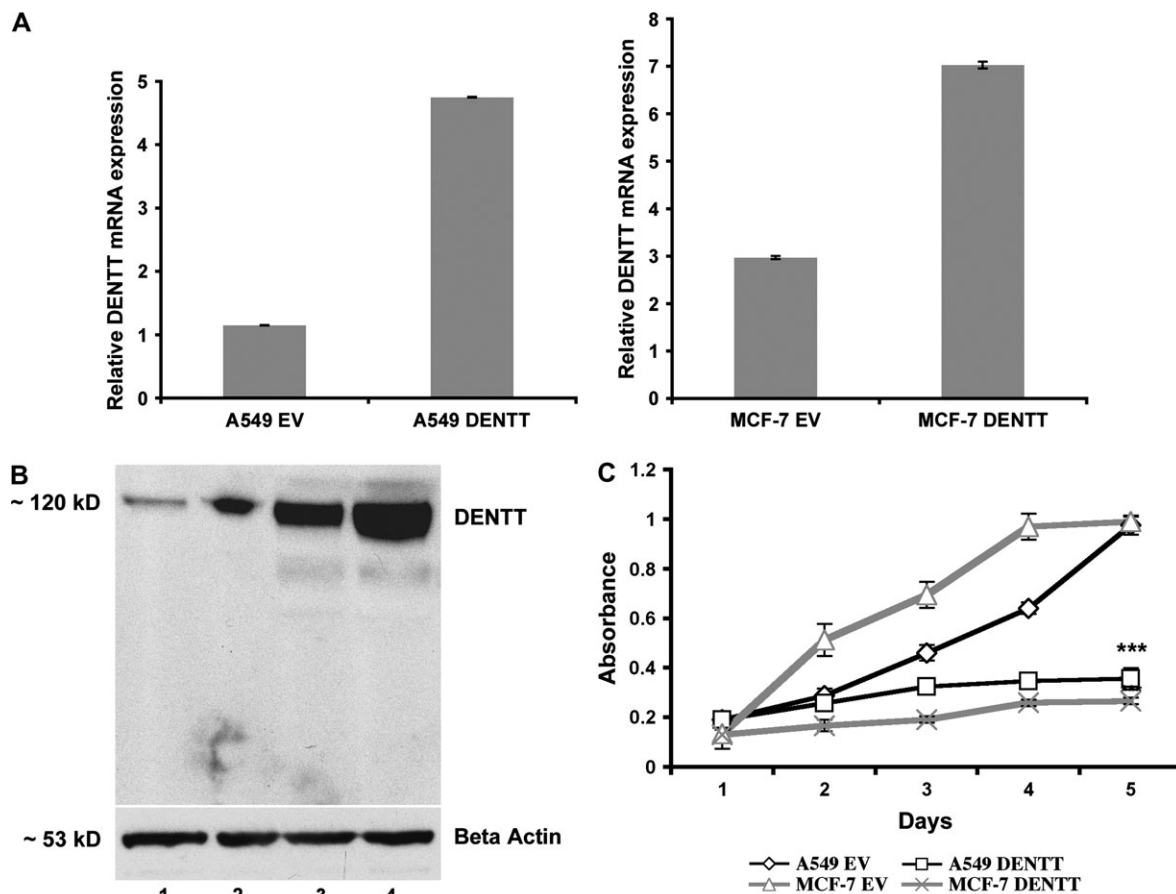 A
Relative DENTT mRNA expression
5
4
3
2
1
0
A549 EV
A549 DENTT
Relative DENTT mRNA expression
8
7
6
5
4
3
2
1
0
MCF-7 EV
MCF-7 DENTT
B
~ 120 kD
DENTT
~ 53 kD
Beta Actin
1 2 3 4
C
Absorbance
1.2
1
0.8
0.6
0.4
0.2
0
***
1 2 3 4 5
Days
A549 EV A549 DENTT
MCF-7 EV MCF-7 DENTT